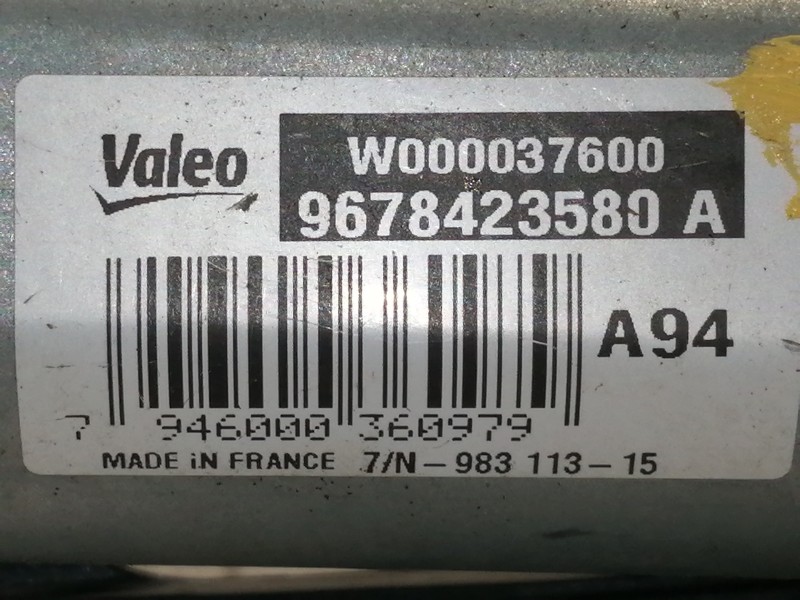 Valeo
W000037600
9678423580 A
A94
7 946000 360979
MADE iN FRANCE 7/N-983 113-15